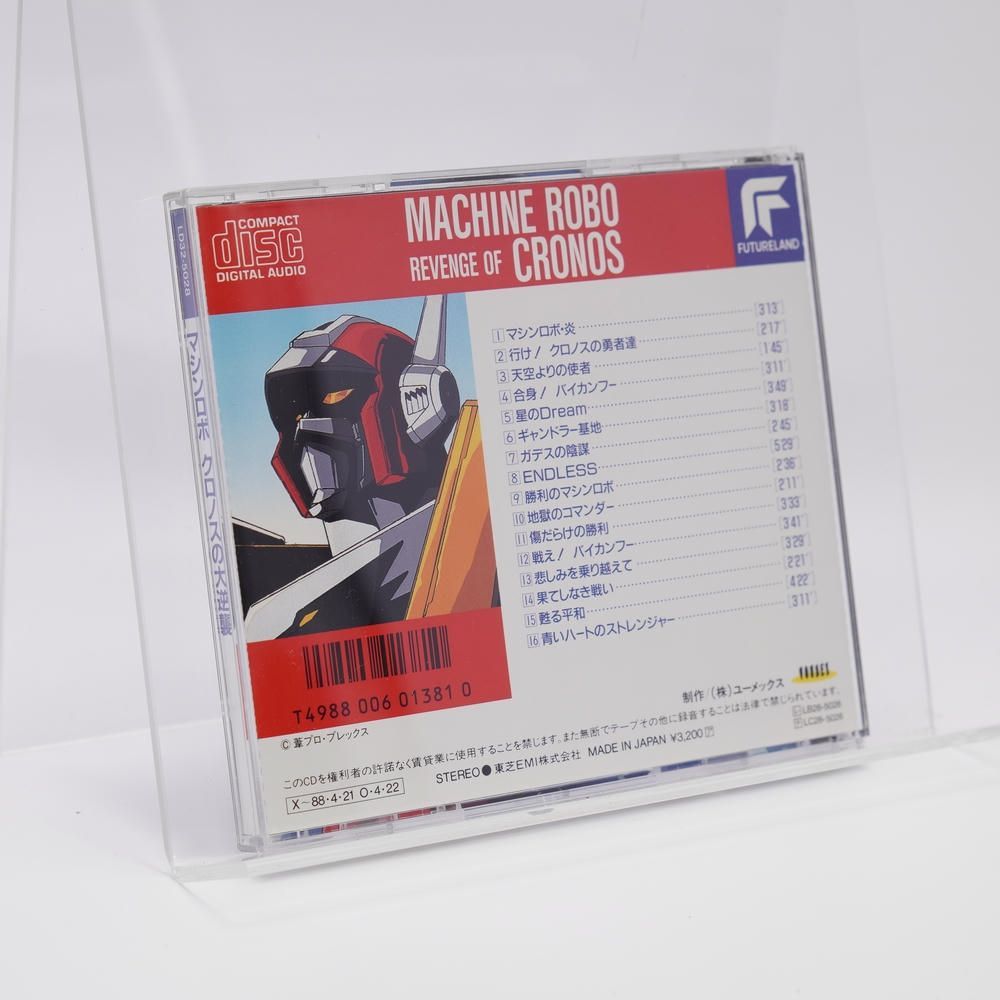 COMPACT
disc
DIGITAL AUDIO
MACHINE ROBO
REVENGE OF CRONOS
FUTURELAND
LD32-5028
マシンロボ クロノスの大逆襲
1 マシンロボ・炎 [3'13"]
2 行け! クロノスの勇者達 [2'17"]
3 天空よりの使者 [1'45"]
4 合身! バイカンフー [3'11"]
5 星のDream [3'49"]
6 ギャンドラー基地 [3'18"]
7 ガデスの陰謀 [2'45"]
8 ENDLESS [5'29"]
9 勝利のマシンロボ [2'36"]
10 地獄のコマンダー [2'11"]
11 傷だらけの勝利 [3'33"]
12 戦え! バイカンフー [3'41"]
13 悲しみを乗り越えて [3'29"]
14 果てしなき戦い [2'21"]
15 甦る平和 [4'22"]
16 青いハートのストレンジャー [3'11"]
T4988 006 01381 0
© 葦プロ・プレックス
制作/(株)ユーメックス
このCDを権利者の許諾なく賃貸業に使用することを禁じます。また無断でテープその他に録音することは法律で禁じられています。
LB28-5028
LC28-5028
X~88・4・21 O・4・22
STEREO●東芝EMI株式会社 MADE IN JAPAN ¥3,200